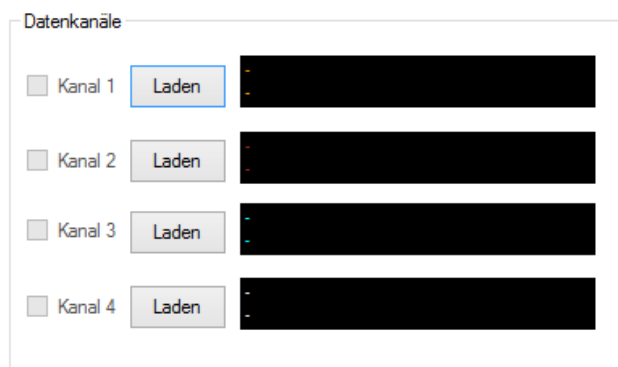 Datenkanäle
Kanal 1 Laden -
-
Kanal 2 Laden -
-
Kanal 3 Laden -
-
Kanal 4 Laden -
-